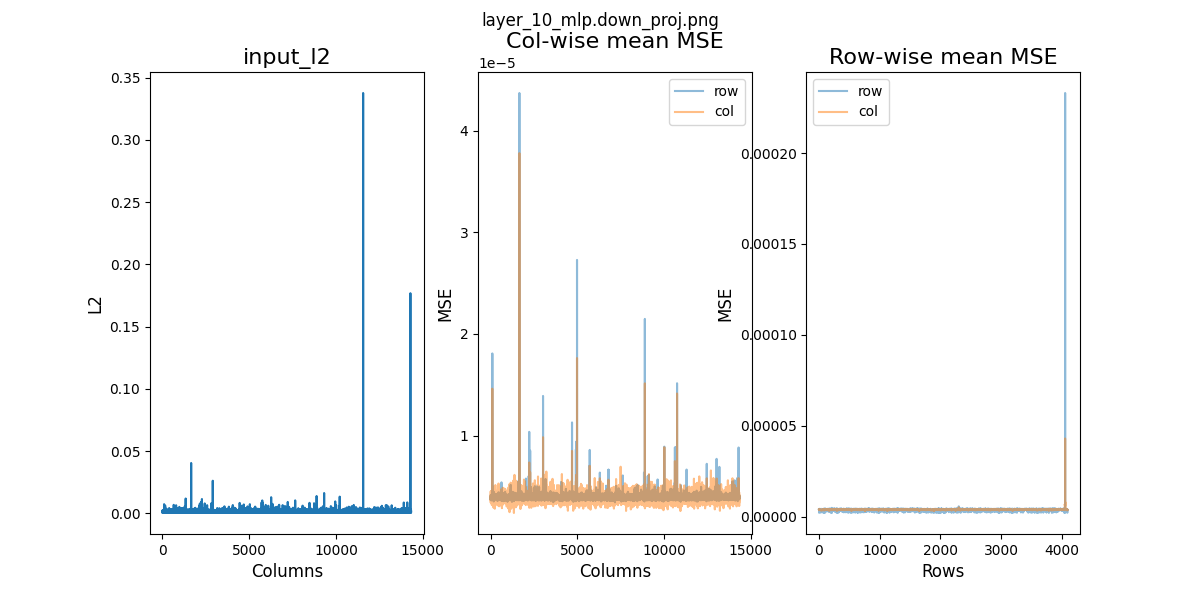 layer_10_mlp.down_proj.png
input_l2
L2
0.35
0.30
0.25
0.20
0.15
0.10
0.05
0.00
0
5000
10000
15000
Columns
Col-wise mean MSE
1e−5
MSE
4
3
2
1
row
col
0
5000
10000
15000
Columns
Row-wise mean MSE
MSE
0.00020
0.00015
0.00010
0.00005
0.00000
row
col
0
1000
2000
3000
4000
Rows